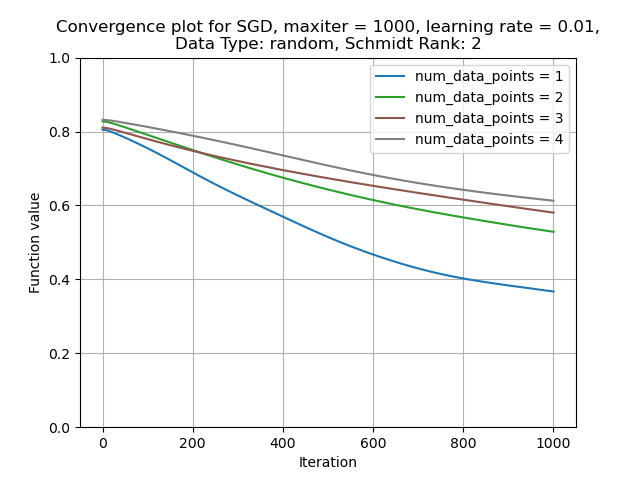 Convergence plot for SGD, maxiter = 1000, learning rate = 0.01,
Data Type: random, Schmidt Rank: 2
num_data_points = 1
num_data_points = 2
num_data_points = 3
num_data_points = 4
Function value
1.0
0.8
0.6
0.4
0.2
0.0
0 200 400 600 800 1000
Iteration